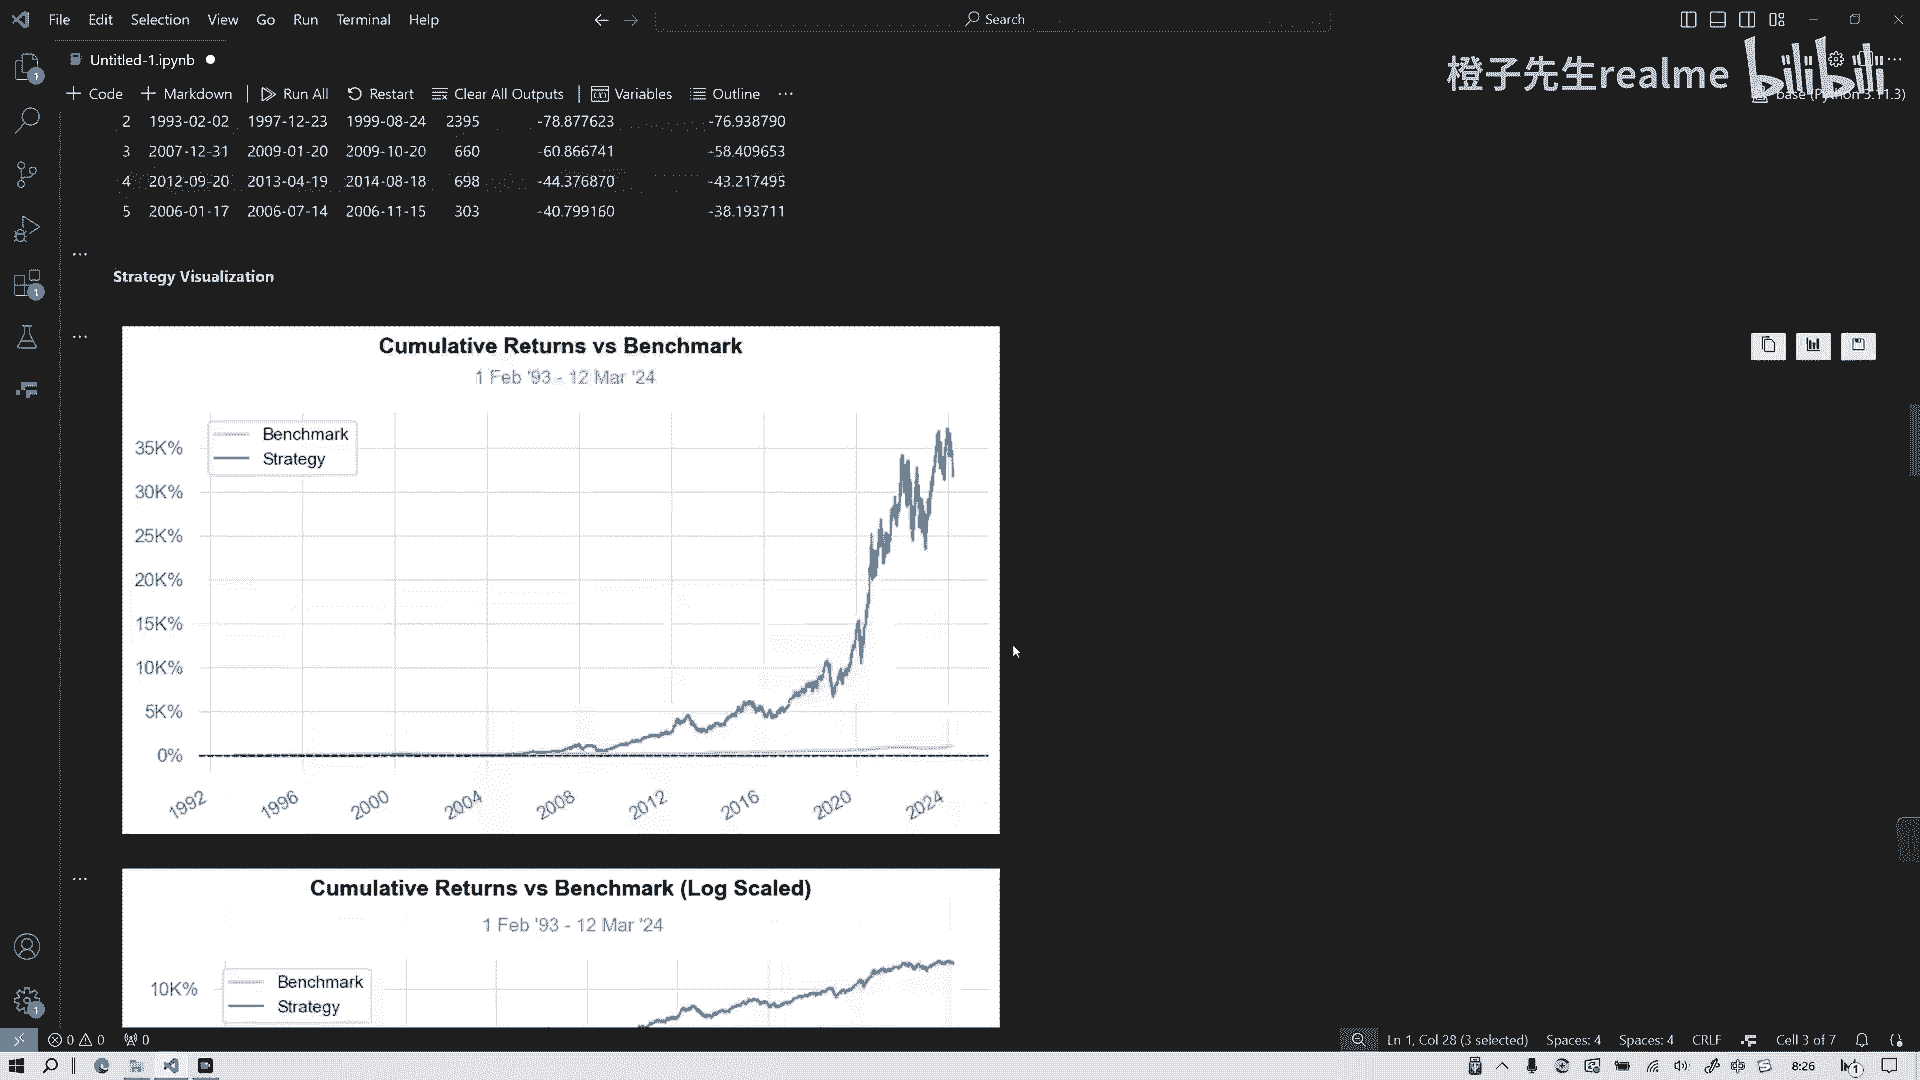 File Edit Selection View Go Run Terminal Help
Search
Untitled-1.ipynb
橙子先生realme bilibili
Code Markdown Run All Restart Clear All Outputs Variables Outline ...
base (Python 3.11.3)
2 1993-02-02 1997-12-23 1999-08-24 2395 -78.877623 -76.938790
3 2007-12-31 2009-01-20 2009-10-20 660 -60.866741 -58.409653
4 2012-09-20 2013-04-19 2014-08-18 698 -44.376870 -43.217495
5 2006-01-17 2006-07-14 2006-11-15 303 -40.799160 -38.193711
Strategy Visualization
Cumulative Returns vs Benchmark
1 Feb '93 - 12 Mar '24
Benchmark
Strategy
35K%
30K%
25K%
20K%
15K%
10K%
5K%
0%
1992 1996 2000 2004 2008 2012 2016 2020 2024
Cumulative Returns vs Benchmark (Log Scaled)
1 Feb '93 - 12 Mar '24
Benchmark
Strategy
10K%
0 0 0 Ln 1, Col 28 (3 selected) Spaces: 4 Spaces: 4 CRLF Cell 3 of 7
8:26